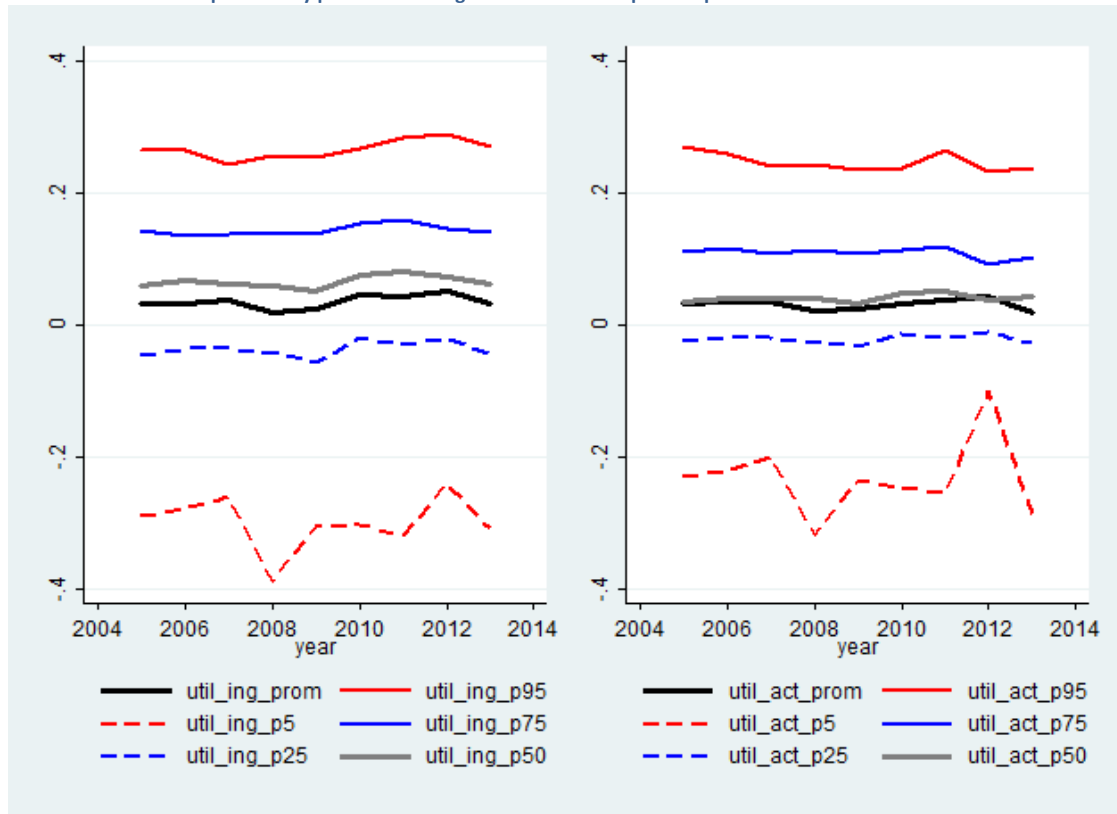 .4
.2
0
-.2
-.4
2004 2006 2008 2010 2012 2014
year
util_ing_prom util_ing_p95
util_ing_p5 util_ing_p75
util_ing_p25 util_ing_p50
.4
.2
0
-.2
-.4
2004 2006 2008 2010 2012 2014
year
util_act_prom util_act_p95
util_act_p5 util_act_p75
util_act_p25 util_act_p50